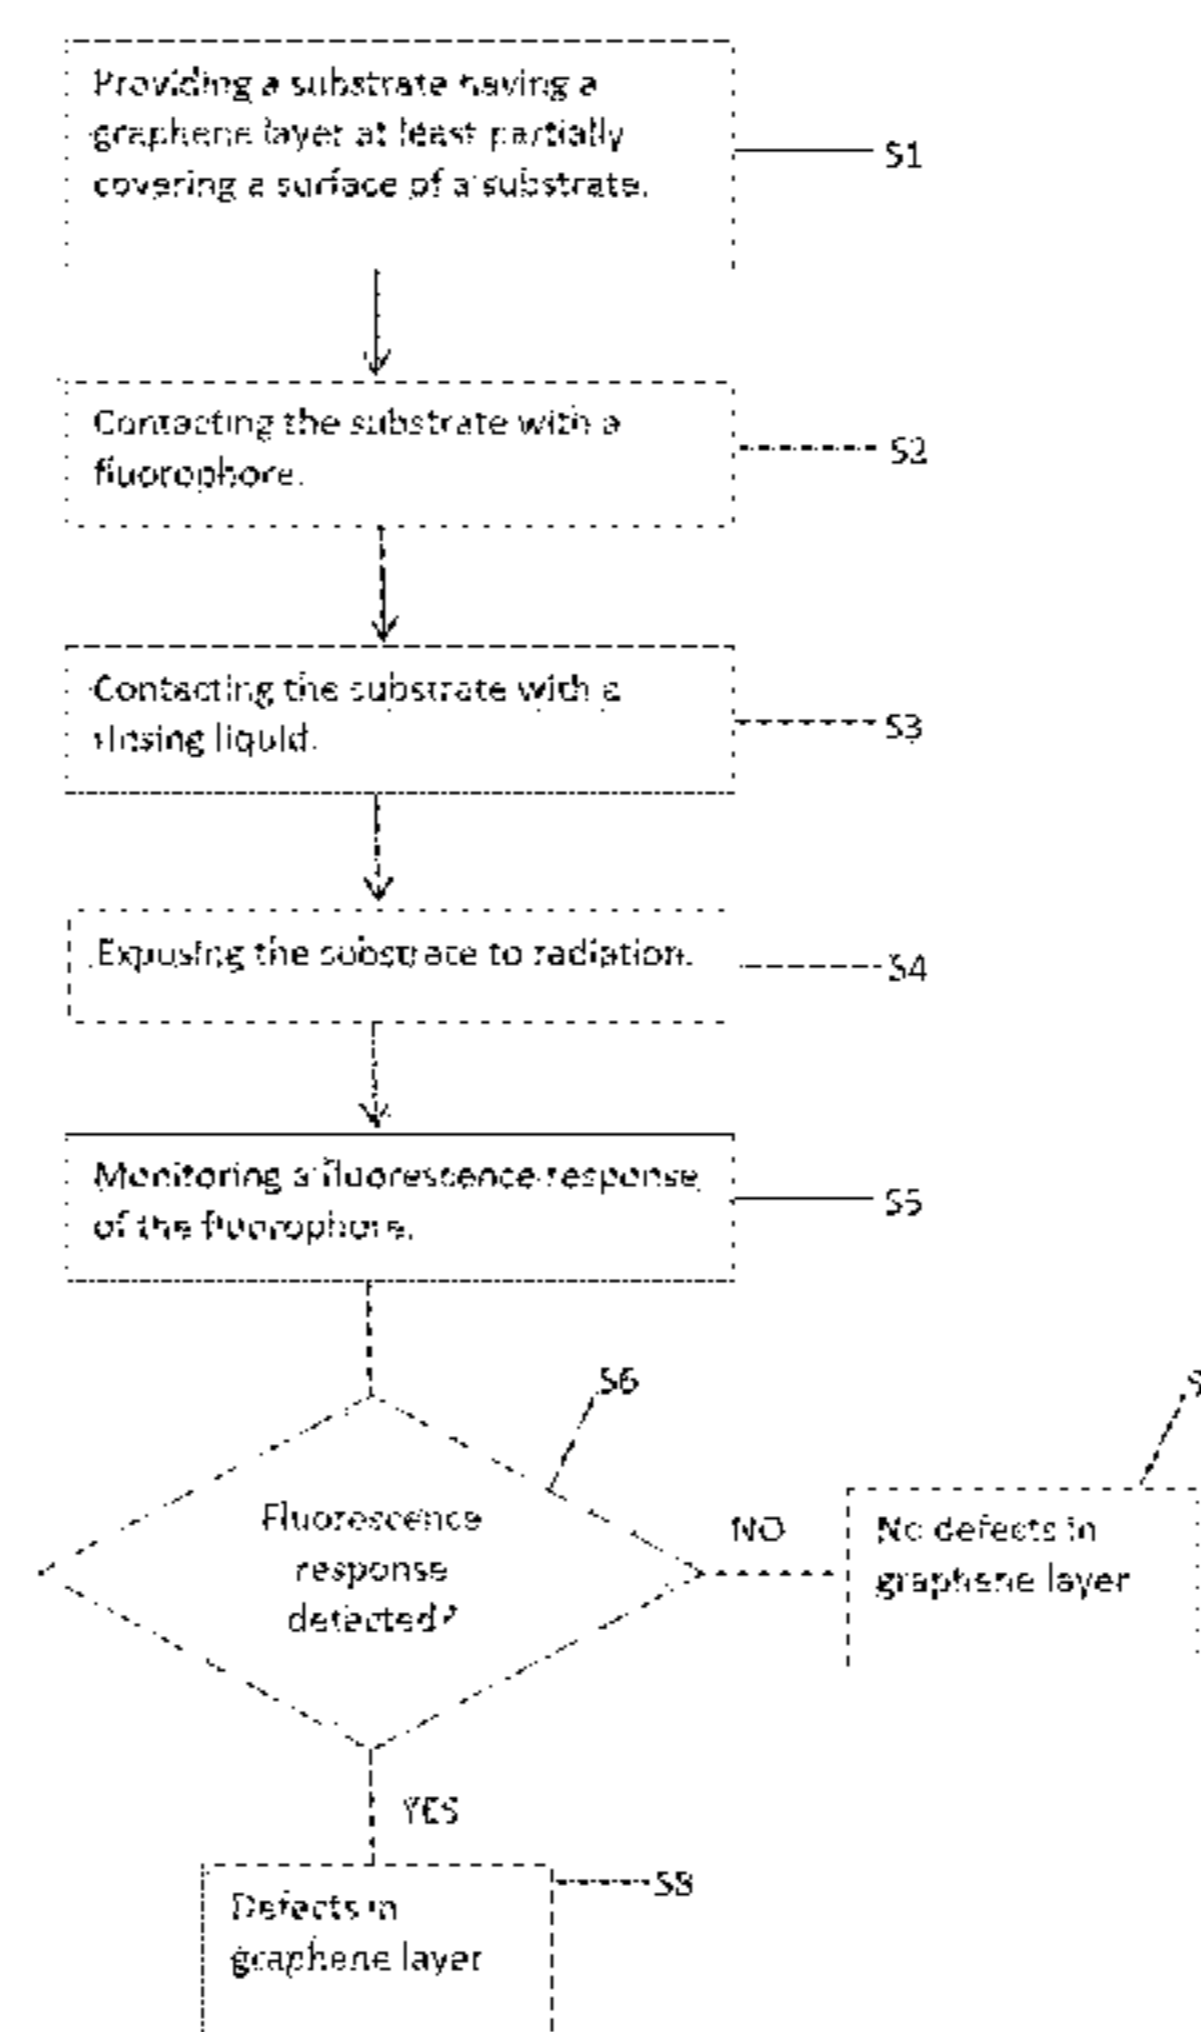 Providing a substrate having a
graphene layer at least partially
covering a surface of a substrate.
S1
Contacting the substrate with a
fluorophore.
S2
Contacting the substrate with a
rinsing liquid.
S3
Exposing the substrate to radiation.
S4
Monitoring a fluorescence response
of the fluorophore.
S5
S6
Fluorescence
response
detected?
NO
No defects in
graphene layer
YES
Defects in
graphene layer
S8